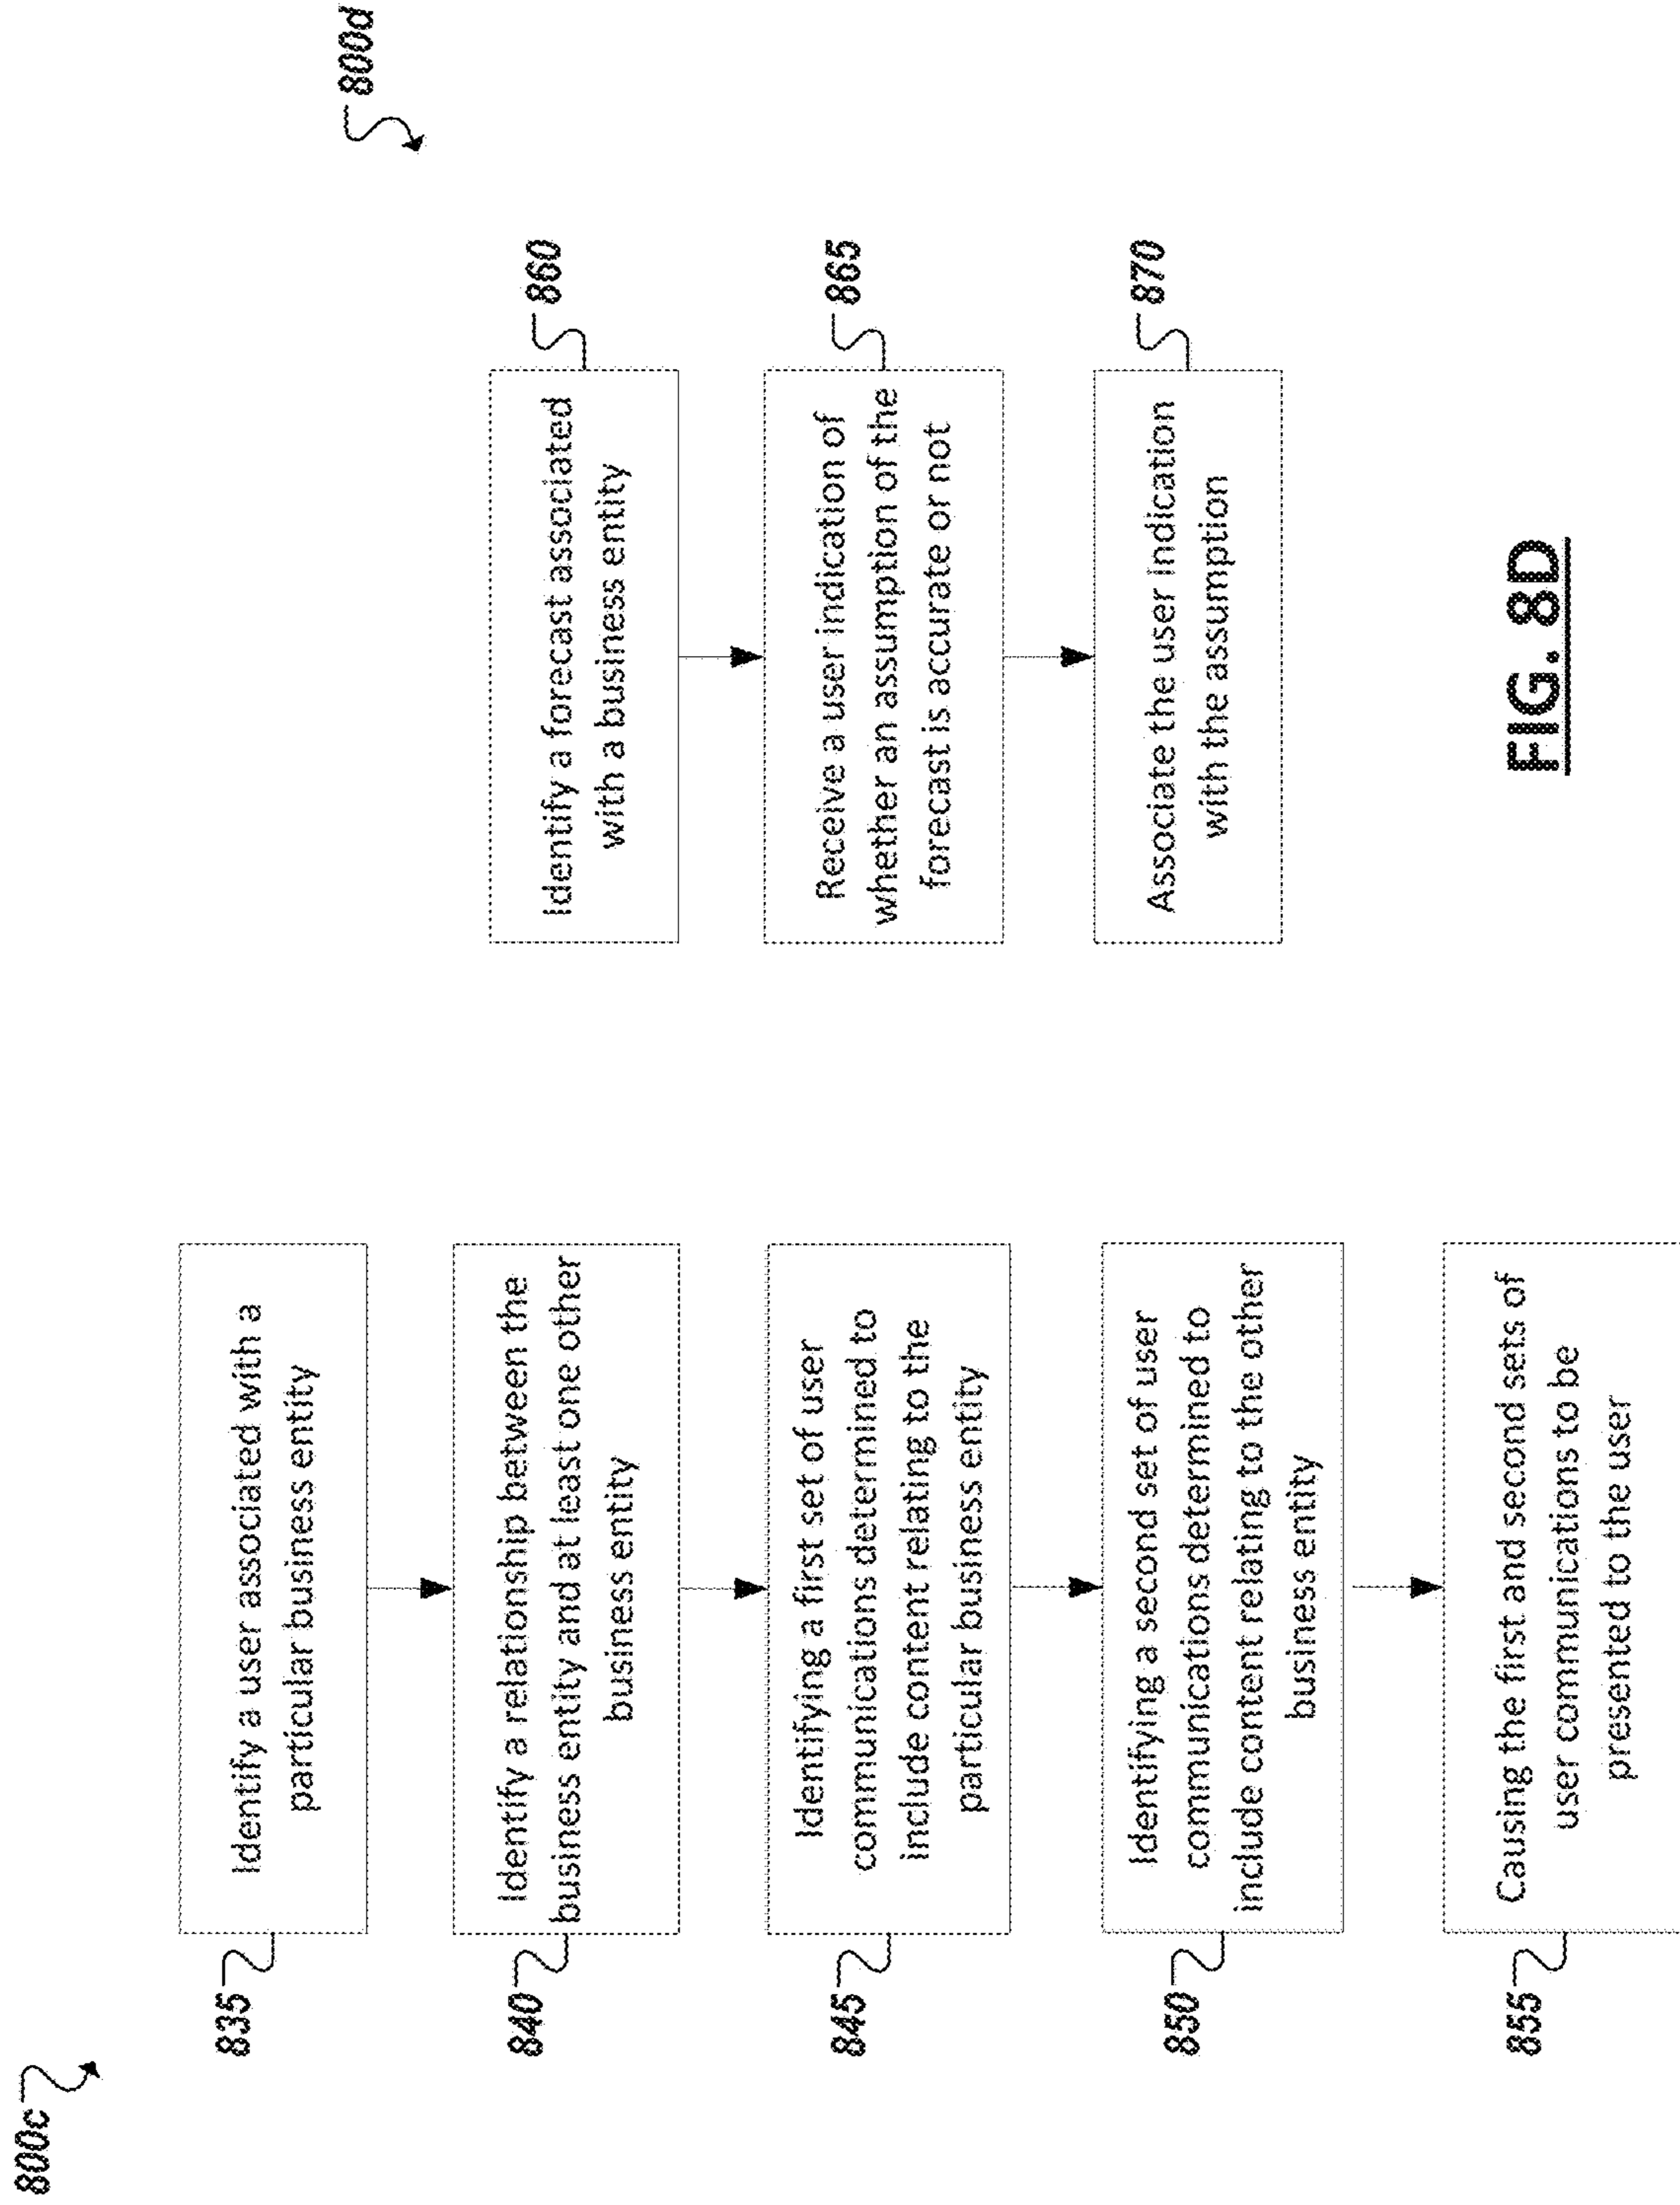 800c
835
Identify a user associated with a
particular business entity
840
Identify a relationship between the
business entity and at least one other
business entity
845
Identifying a first set of user
communications determined to
include content relating to the
particular business entity
850
Identifying a second set of user
communications determined to
include content relating to the other
business entity
855
Causing the first and second sets of
user communications to be
presented to the user
800d
Identify a forecast associated
with a business entity
860
Receive a user indication of
whether an assumption of the
forecast is accurate or not
865
Associate the user indication
with the assumption
870
FIG. 8D